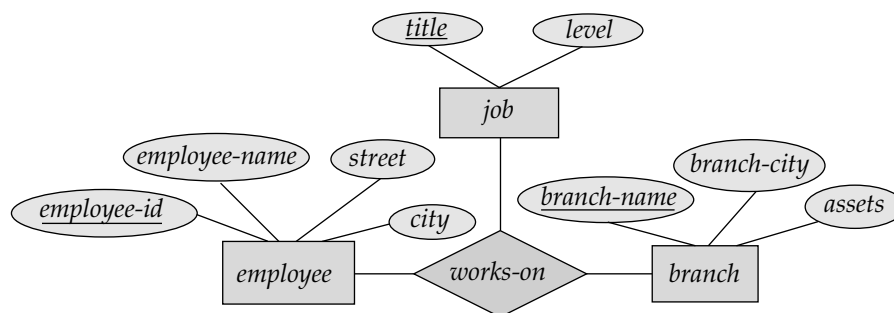 title
level
job
employee-name
street
branch-city
employee-id
branch-name
city
assets
employee
works-on
branch